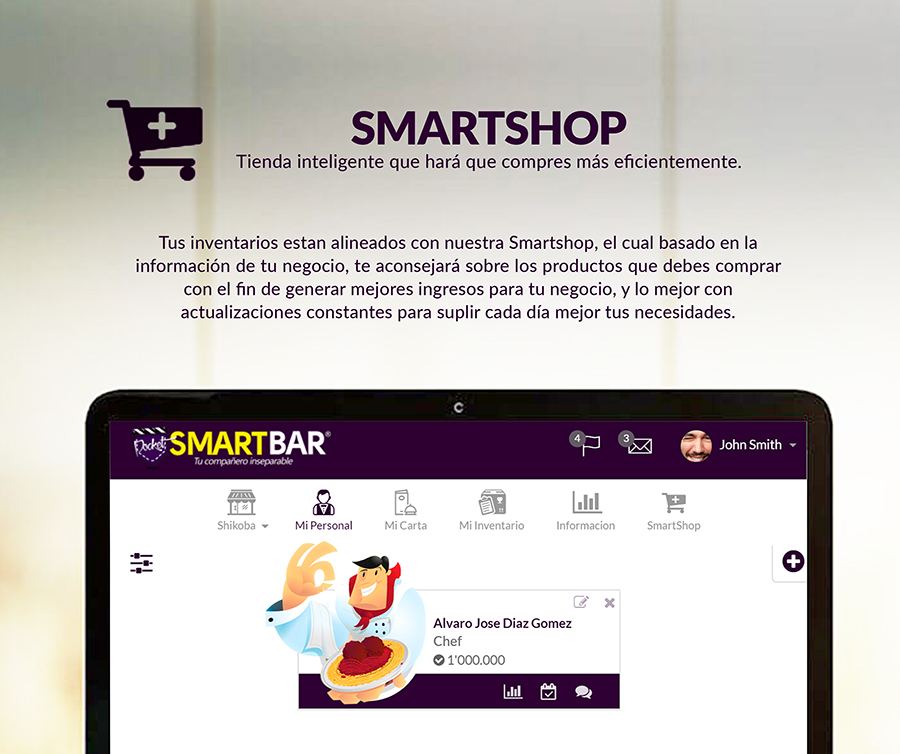 SMARTSHOP
Tienda inteligente que hará que compres más eficientemente.
Tus inventarios estan alineados con nuestra Smartshop, el cual basado en la
información de tu negocio, te aconsejará sobre los productos que debes comprar
con el fin de generar mejores ingresos para tu negocio, y lo mejor con
actualizaciones constantes para suplir cada día mejor tus necesidades.
Pocket SMARTBAR®
Tu compañero inseparable
4
3
John Smith
Shikoba
Mi Personal
Mi Carta
Mi Inventario
Informacion
SmartShop
Alvaro Jose Diaz Gomez
Chef
1'000.000